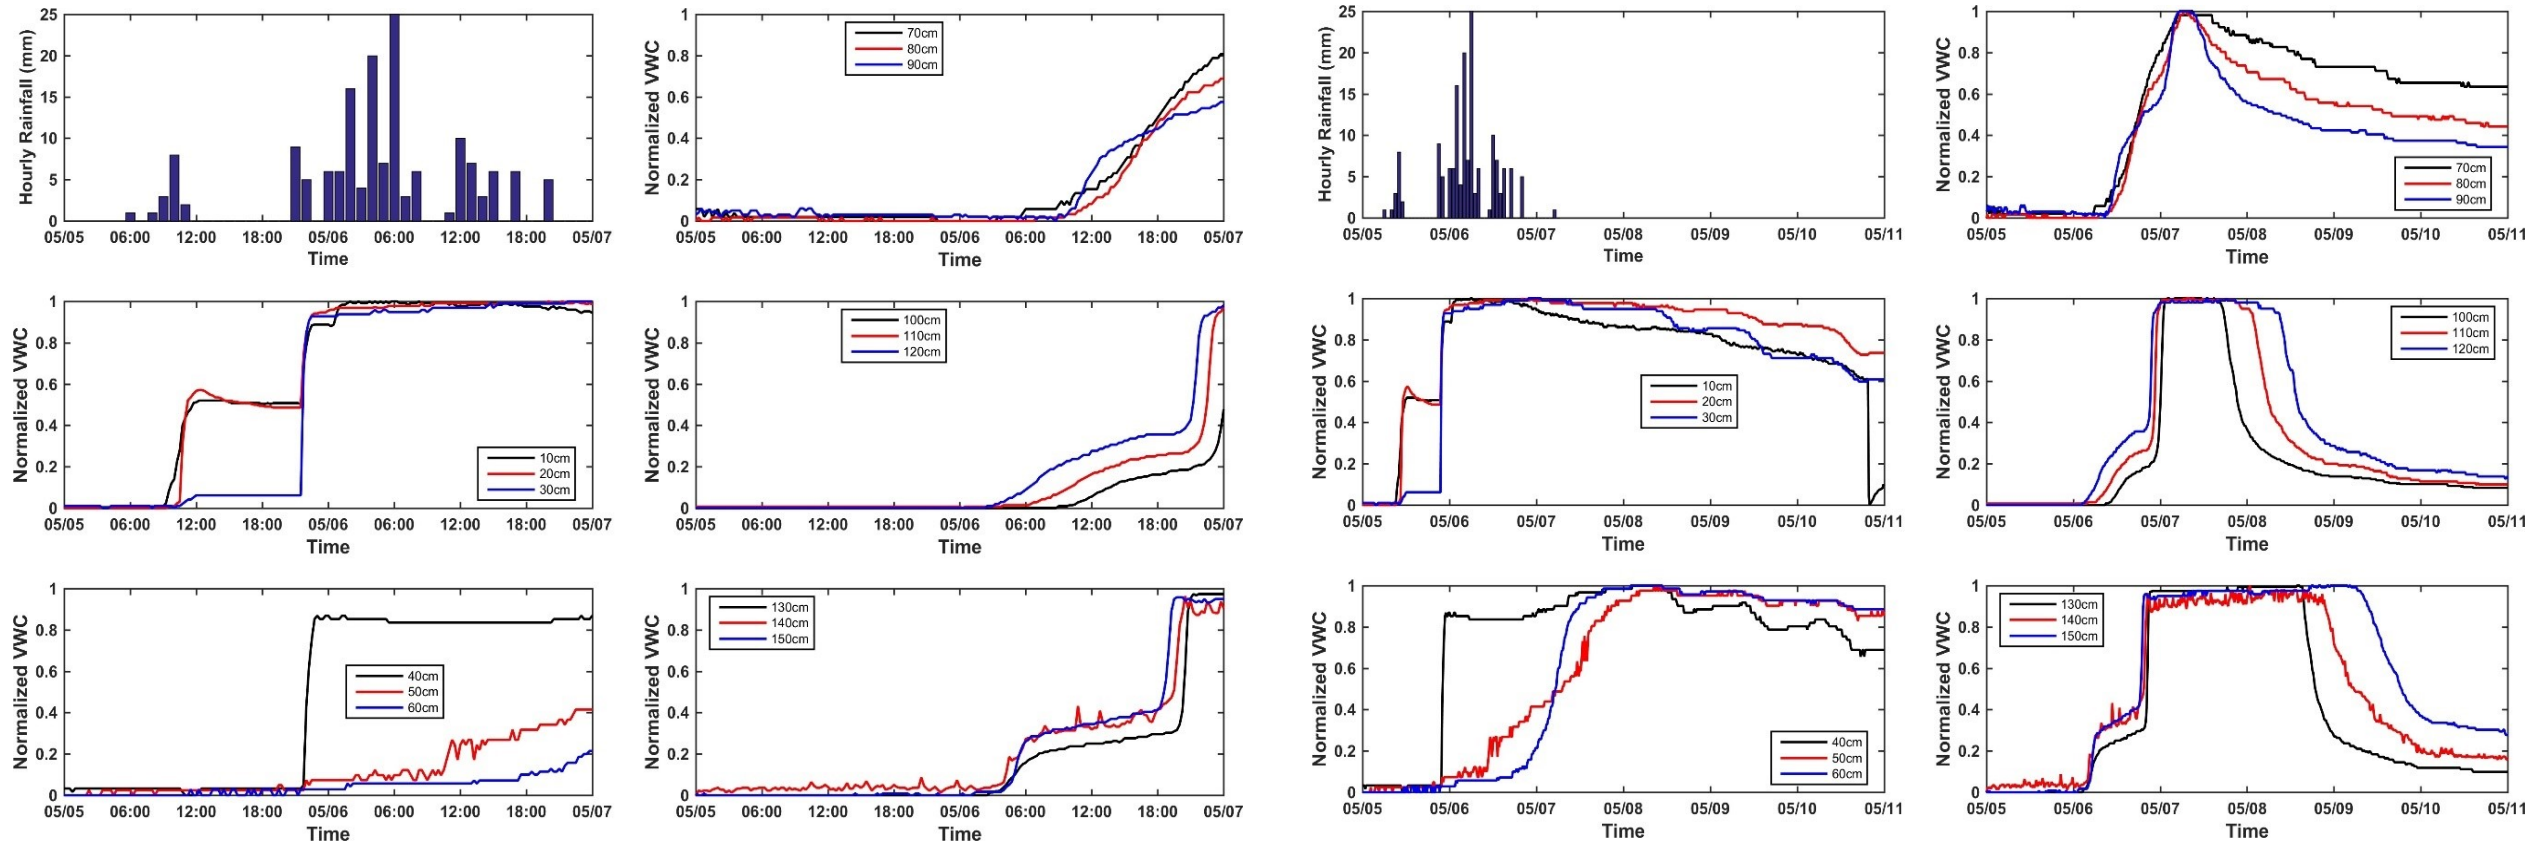 25
20
15
10
5
0
Hourly Rainfall (mm)
05/05 06:00 12:00 18:00 05/06 06:00 12:00 18:00 05/07
Time
1
0.8
0.6
0.4
0.2
0
Normalized VWC
70cm
80cm
90cm
05/05 06:00 12:00 18:00 05/06 06:00 12:00 18:00 05/07
Time
25
20
15
10
5
0
Hourly Rainfall (mm)
05/05 05/06 05/07 05/08 05/09 05/10 05/11
Time
1
0.8
0.6
0.4
0.2
0
Normalized VWC
70cm
80cm
90cm
05/05 05/06 05/07 05/08 05/09 05/10 05/11
Time
1
0.8
0.6
0.4
0.2
0
Normalized VWC
10cm
20cm
30cm
05/05 06:00 12:00 18:00 05/06 06:00 12:00 18:00 05/07
Time
1
0.8
0.6
0.4
0.2
0
Normalized VWC
100cm
110cm
120cm
05/05 06:00 12:00 18:00 05/06 06:00 12:00 18:00 05/07
Time
1
0.8
0.6
0.4
0.2
0
Normalized VWC
10cm
20cm
30cm
05/05 05/06 05/07 05/08 05/09 05/10 05/11
Time
1
0.8
0.6
0.4
0.2
0
Normalized VWC
100cm
110cm
120cm
05/05 05/06 05/07 05/08 05/09 05/10 05/11
Time
1
0.8
0.6
0.4
0.2
0
Normalized VWC
40cm
50cm
60cm
05/05 06:00 12:00 18:00 05/06 06:00 12:00 18:00 05/07
Time
1
0.8
0.6
0.4
0.2
0
Normalized VWC
130cm
140cm
150cm
05/05 06:00 12:00 18:00 05/06 06:00 12:00 18:00 05/07
Time
1
0.8
0.6
0.4
0.2
0
Normalized VWC
40cm
50cm
60cm
05/05 05/06 05/07 05/08 05/09 05/10 05/11
Time
1
0.8
0.6
0.4
0.2
0
Normalized VWC
130cm
140cm
150cm
05/05 05/06 05/07 05/08 05/09 05/10 05/11
Time